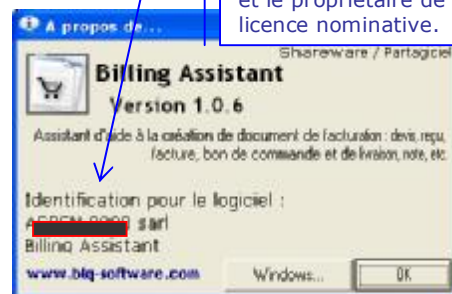 et le propriétaire de
licence nominative.
A propos de...
Shareware / Partagiciel
Billing Assistant
Version 1.0.6
Assistant d'aide à la création de document de facturation : devis, reçu,
facture, bon de commande et de livraison, note, etc.
Identification pour le logiciel :
sarl
Billing Assistant
www.blq-software.com
Windows...
OK